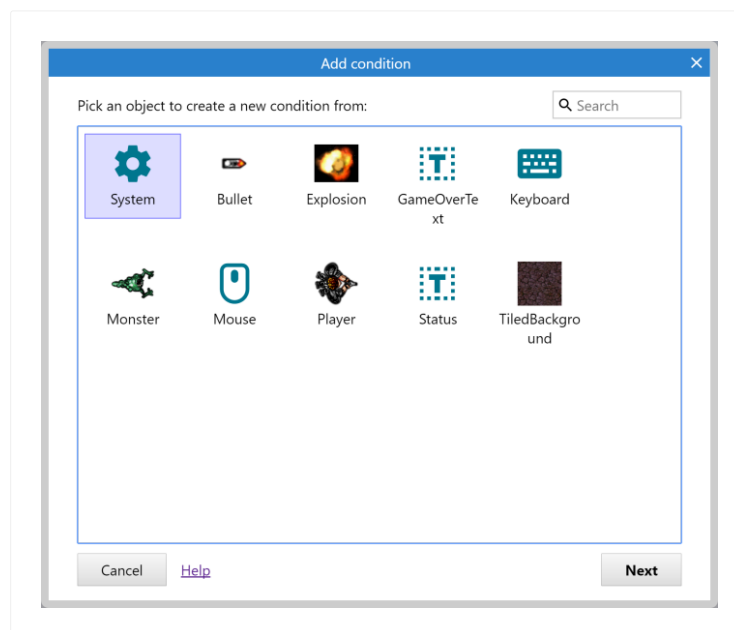 Add condition
Pick an object to create a new condition from:
Search
System
Bullet
Explosion
GameOverTe
xt
Keyboard
Monster
Mouse
Player
Status
TiledBackgro
und
Cancel
Help
Next